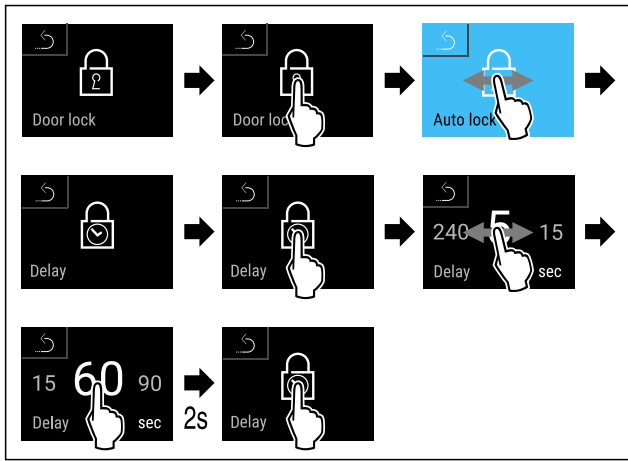 Door lock
Door loc
Auto lock
Delay
Delay
240 5 15
Delay sec
15 60 90
Delay sec
2s
Delay